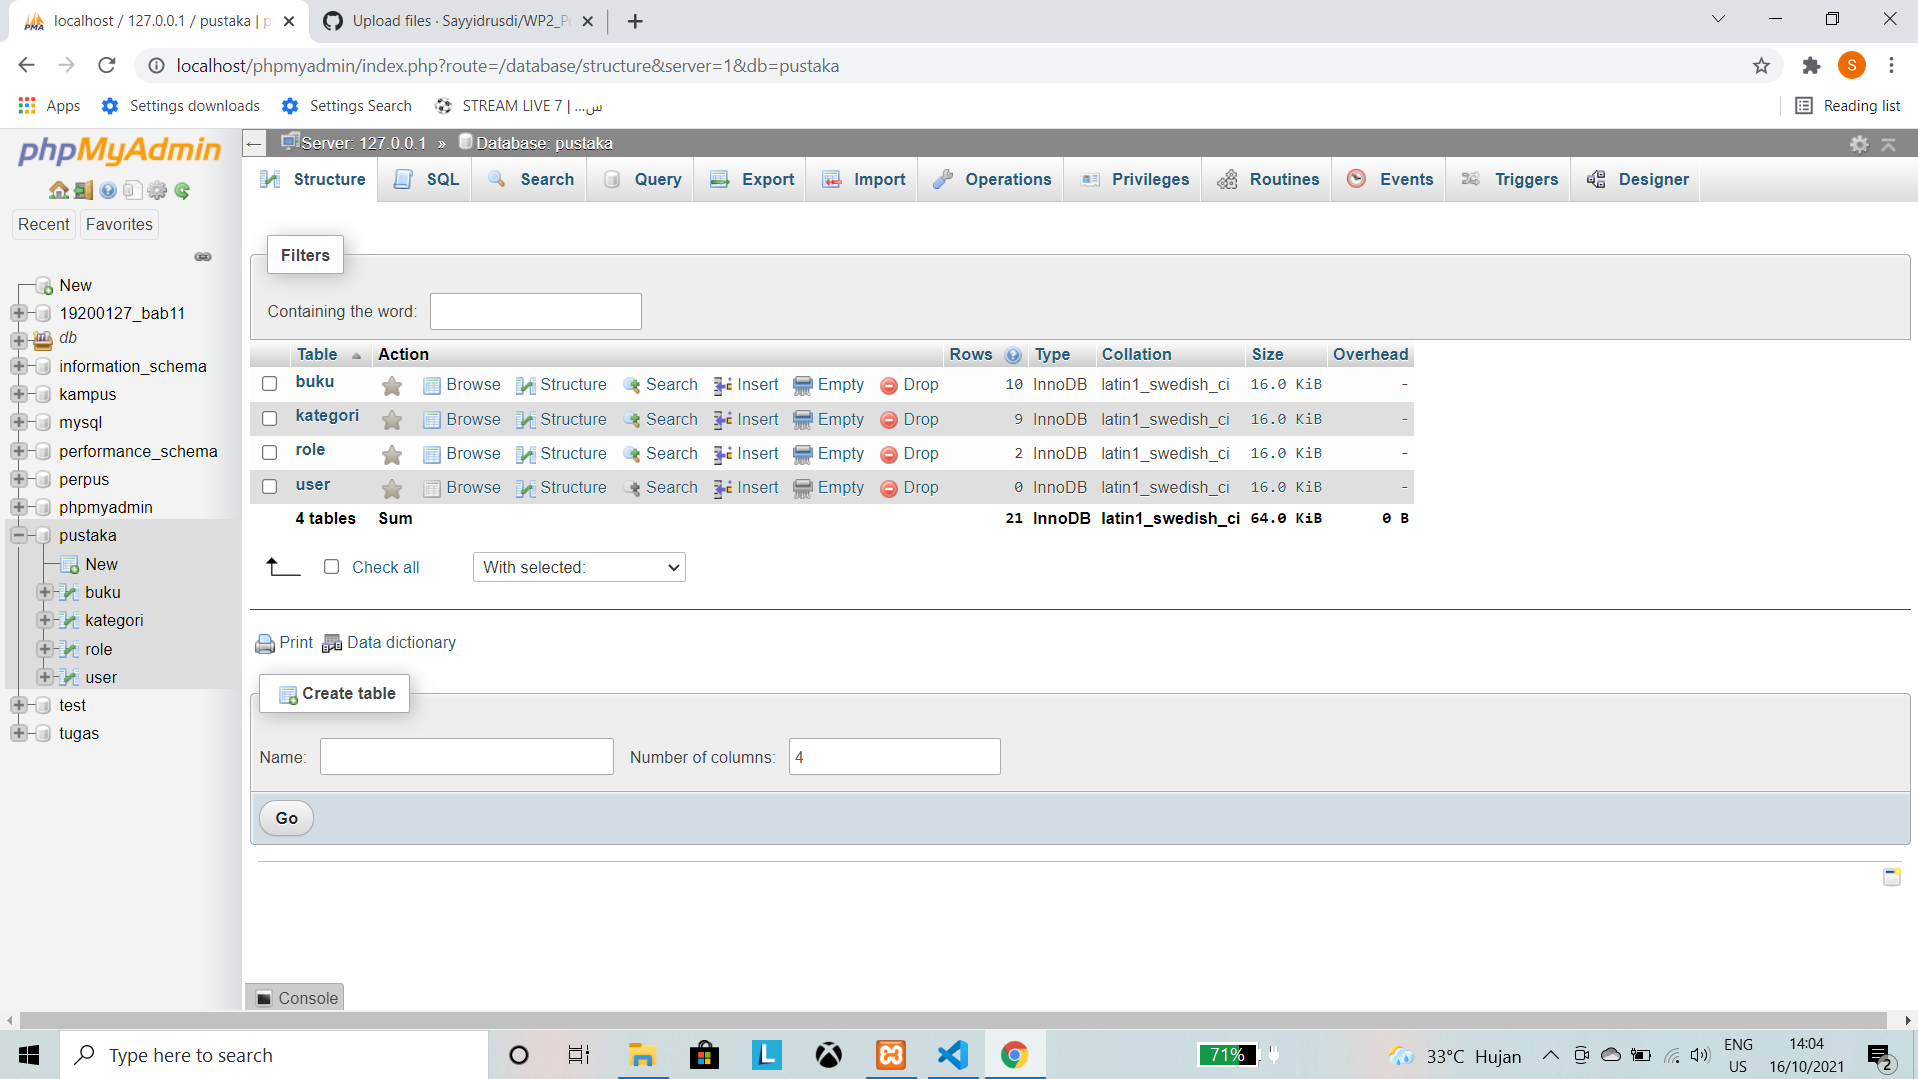 localhost / 127.0.0.1 / pustaka | p
Upload files · Sayyidrusdi/WP2_P
localhost/phpmyadmin/index.php?route=/database/structure&server=1&db=pustaka
S
Apps
Settings downloads
Settings Search
STREAM LIVE 7 | ...س
Reading list
phpMyAdmin
Server: 127.0.0.1 » Database: pustaka
Structure SQL Search Query Export Import Operations Privileges Routines Events Triggers Designer
Recent Favorites
New
19200127_bab11
db
information_schema
kampus
mysql
performance_schema
perpus
phpmyadmin
pustaka
New
buku
kategori
role
user
test
tugas
Filters
Containing the word:
Table Action Rows Type Collation Size Overhead
buku Browse Structure Search Insert Empty Drop 10 InnoDB latin1_swedish_ci 16.0 KiB -
kategori Browse Structure Search Insert Empty Drop 9 InnoDB latin1_swedish_ci 16.0 KiB -
role Browse Structure Search Insert Empty Drop 2 InnoDB latin1_swedish_ci 16.0 KiB -
user Browse Structure Search Insert Empty Drop 0 InnoDB latin1_swedish_ci 16.0 KiB -
4 tables Sum 21 InnoDB latin1_swedish_ci 64.0 KiB 0 B
Check all With selected:
Print Data dictionary
Create table
Name: Number of columns: 4
Go
Console
Type here to search
71%
33°C Hujan
ENG
US
14:04
16/10/2021
2